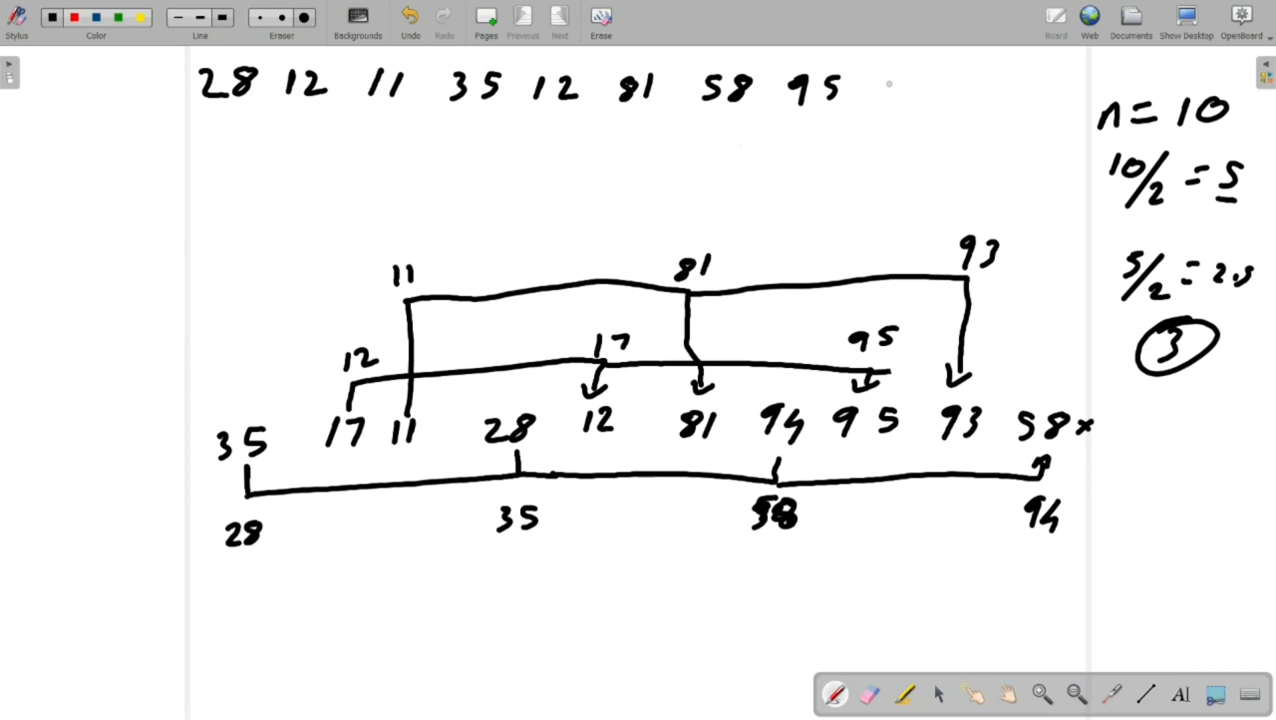 Stylus Color Line Eraser Backgrounds Undo Redo Pages Previous Next Erase Board Web Documents Show Desktop OpenBoard
28 12 11 35 12 81 58 95
n = 10
10/2 = 5
5/2 = 2.5
3
11 81 93
12 17 95
35 17 11 28 12 81 94 95 93 58 x
28 35 58 94
AI